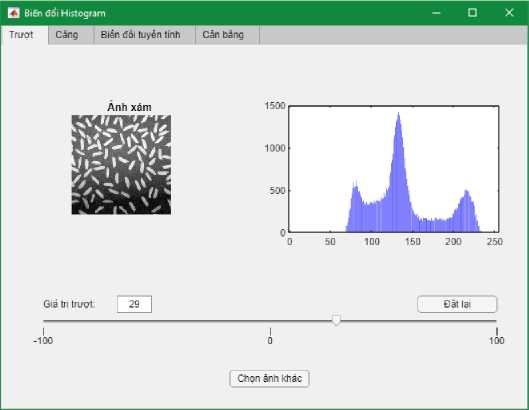 Biến đổi Histogram
Trượt Căng Biến đổi tuyến tính Cân bằng
Ảnh xám
1500
1000
500
0
0 50 100 150 200 250
Giá trị trượt: 29 Đặt lại
-100 0 100
Chọn ảnh khác